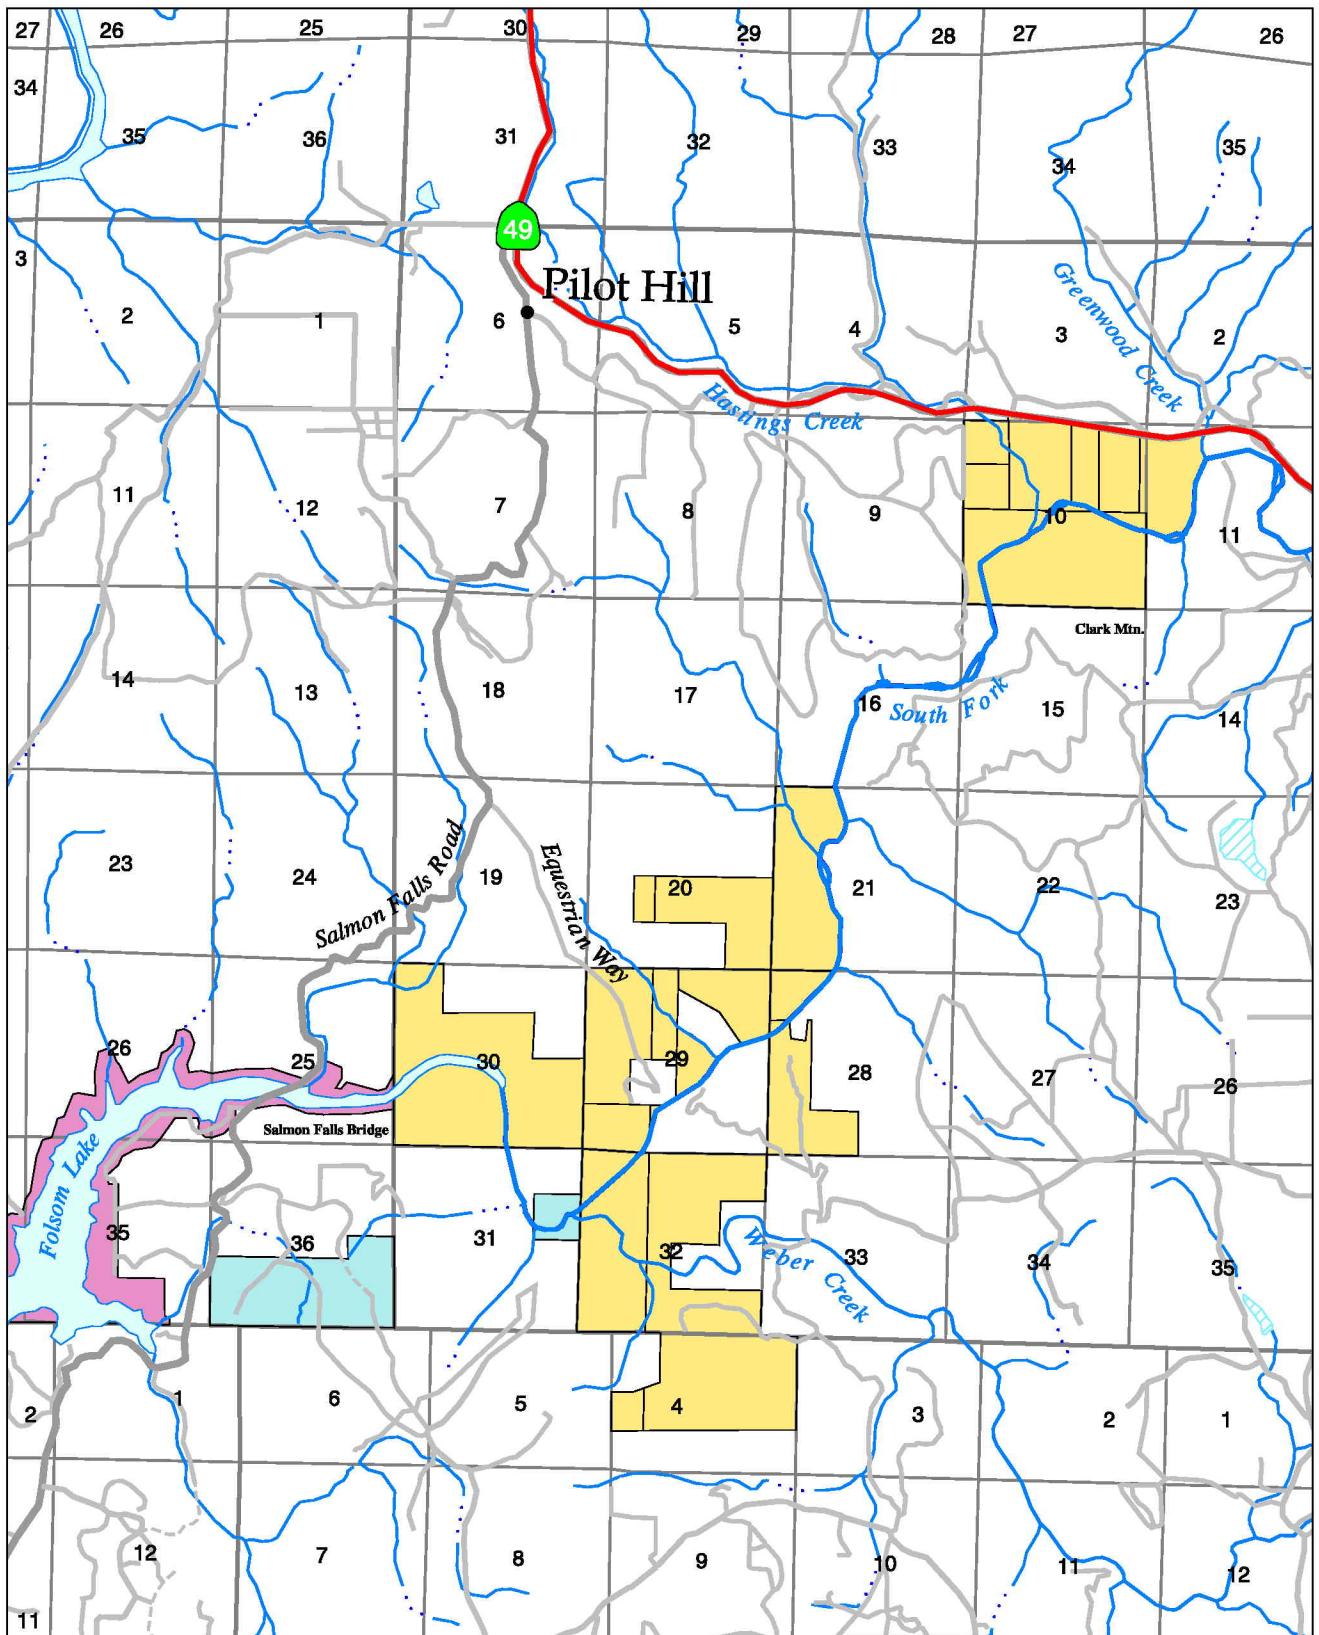 27 26 25 30 29 28 27 26
34
35 36 31 32 33 34 35
49
3
Pilot Hill
2 1 6 5 4 3 2
Greenwood Creek
Hastings Creek
11 12 7 8 9 10 11
Clark Mtn.
14 13 18 17 16 15 14
South Fork
23 24 19 20 21 22 23
Salmon Falls Road
Equestrian Way
26 25 30 29 28 27 26
Salmon Falls Bridge
Folsom Lake
35 36 31 32 33 34 35
Weber Creek
2 1 6 5 4 3 2 1
12 7 8 9 10 11 12
11